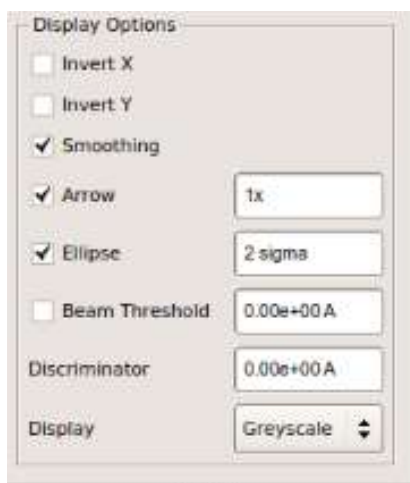 Display Options
Invert X
Invert Y
Smoothing
Arrow 1x
Ellipse 2 sigma
Beam Threshold 0.00e+00 A
Discriminator 0.00e+00 A
Display Greyscale